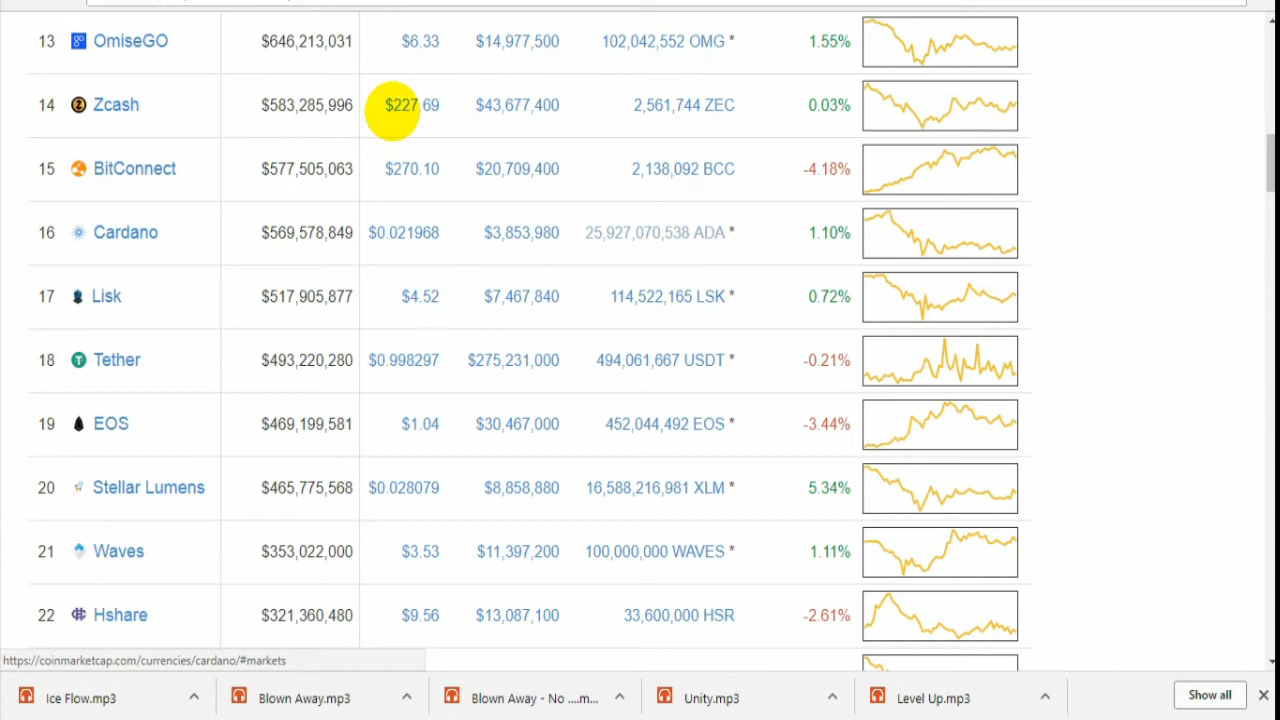 13 OmiseGO $646,213,031 $6.33 $14,977,500 102,042,552 OMG * 1.55%
14 Zcash $583,285,996 $227.69 $43,677,400 2,561,744 ZEC 0.03%
15 BitConnect $577,505,063 $270.10 $20,709,400 2,138,092 BCC -4.18%
16 Cardano $569,578,849 $0.021968 $3,853,980 25,927,070,538 ADA * 1.10%
17 Lisk $517,905,877 $4.52 $7,467,840 114,522,165 LSK * 0.72%
18 Tether $493,220,280 $0.998297 $275,231,000 494,061,667 USDT * -0.21%
19 EOS $469,199,581 $1.04 $30,467,000 452,044,492 EOS * -3.44%
20 Stellar Lumens $465,775,568 $0.028079 $8,858,880 16,588,216,981 XLM * 5.34%
21 Waves $353,022,000 $3.53 $11,397,200 100,000,000 WAVES * 1.11%
22 Hshare $321,360,480 $9.56 $13,087,100 33,600,000 HSR -2.61%
https://coinmarketcap.com/currencies/cardano/#markets
Ice Flow.mp3 Blown Away.mp3 Blown Away - No ....m... Unity.mp3 Level Up.mp3 Show all